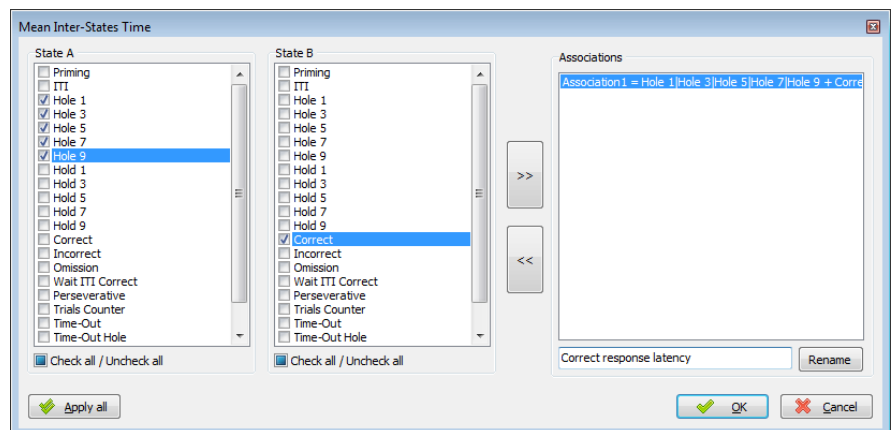 Mean Inter-States Time
State A
Priming
ITI
Hole 1
Hole 3
Hole 5
Hole 7
Hole 9
Hold 1
Hold 3
Hold 5
Hold 7
Hold 9
Correct
Incorrect
Omission
Wait ITI Correct
Perseverative
Trials Counter
Time-Out
Time-Out Hole
Check all / Uncheck all
State B
Priming
ITI
Hole 1
Hole 3
Hole 5
Hole 7
Hole 9
Hold 1
Hold 3
Hold 5
Hold 7
Hold 9
Correct
Incorrect
Omission
Wait ITI Correct
Perseverative
Trials Counter
Time-Out
Time-Out Hole
Check all / Uncheck all
>>
<<
Associations
Association1 = Hole 1|Hole 3|Hole 5|Hole 7|Hole 9 + Corre
Correct response latency
Rename
Apply all
OK
Cancel